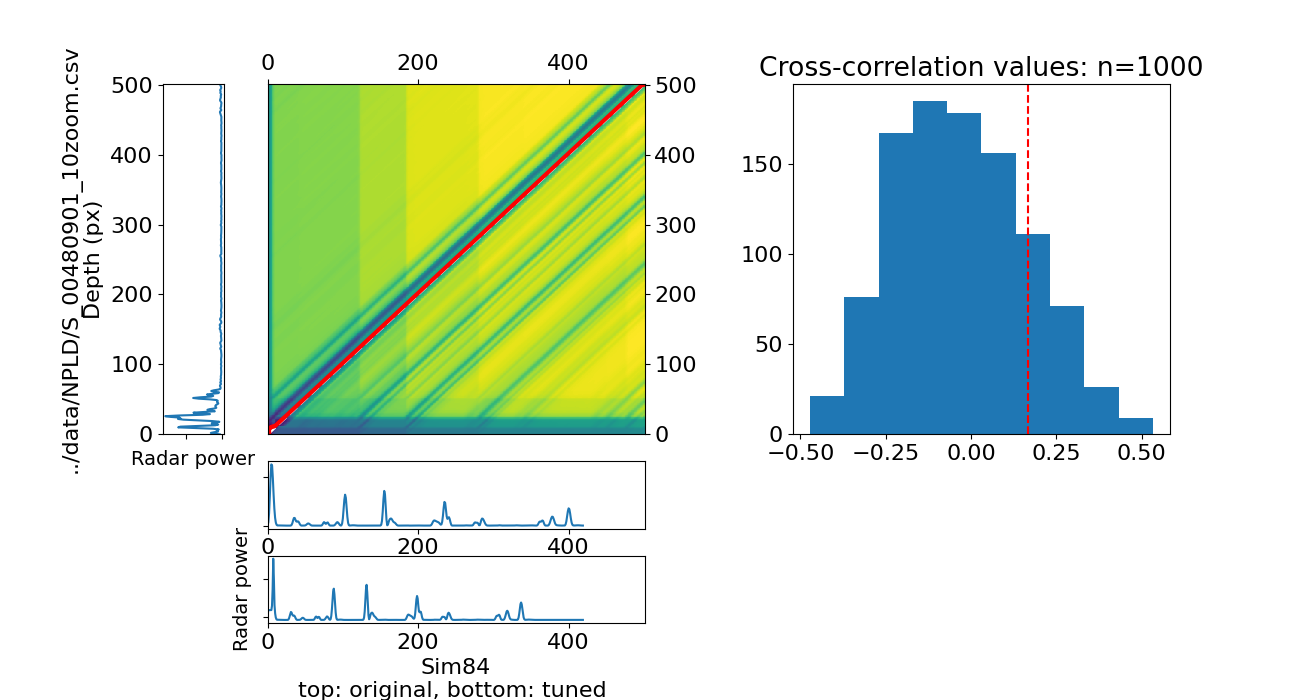 ../data/NPLD/S_00480901_10zoom.csv
Depth (px)
500
400
300
200
100
0
Radar power
0 200 400
500
400
300
200
100
0
0 200 400
Radar power
0 200 400
Sim84
top: original, bottom: tuned
Cross-correlation values: n=1000
150
100
50
0
−0.50 −0.25 0.00 0.25 0.50